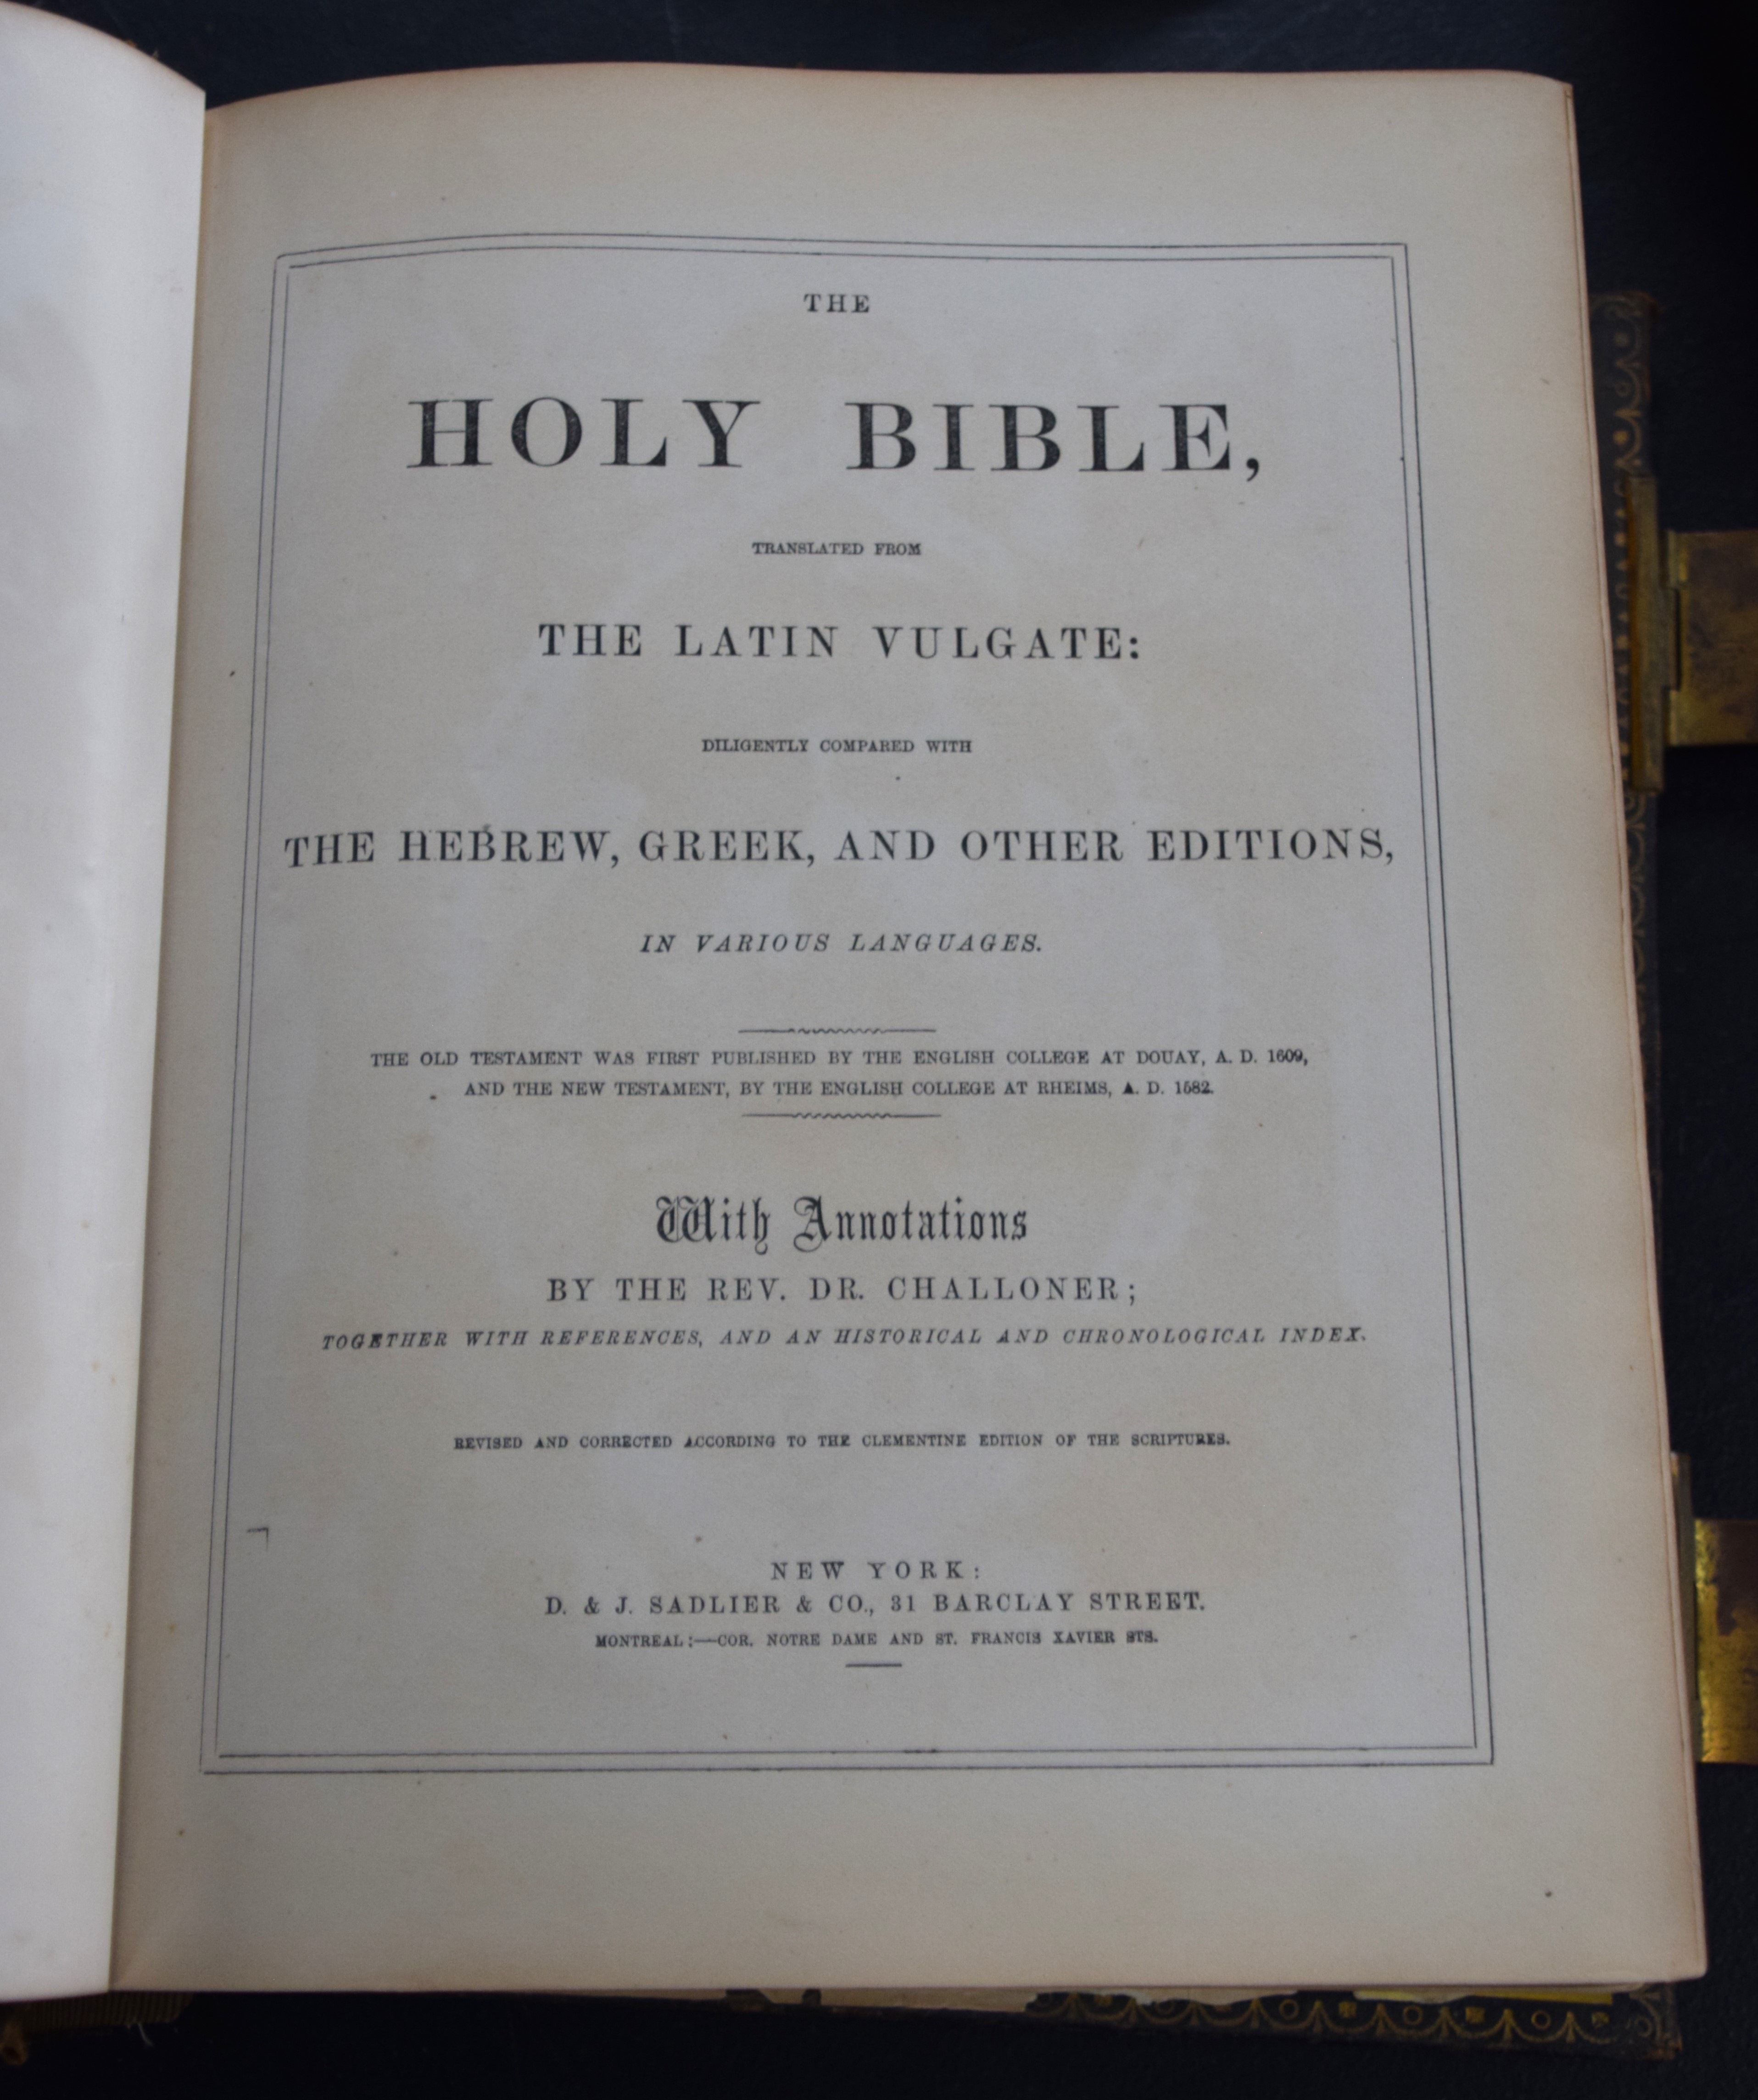 THE
HOLY BIBLE,
TRANSLATED FROM
THE LATIN VULGATE:
DILIGENTLY COMPARED WITH
THE HEBREW, GREEK, AND OTHER EDITIONS,
IN VARIOUS LANGUAGES.
THE OLD TESTAMENT WAS FIRST PUBLISHED BY THE ENGLISH COLLEGE AT DOUAY, A. D. 1609,
AND THE NEW TESTAMENT, BY THE ENGLISH COLLEGE AT RHEIMS, A. D. 1582.
With Annotations
BY THE REV. DR. CHALLONER;
TOGETHER WITH REFERENCES, AND AN HISTORICAL AND CHRONOLOGICAL INDEX.
REVISED AND CORRECTED ACCORDING TO THE CLEMENTINE EDITION OF THE SCRIPTURES.
NEW YORK:
D. & J. SADLIER & CO., 31 BARCLAY STREET.
MONTREAL:—COR. NOTRE DAME AND ST. FRANCIS XAVIER STS.